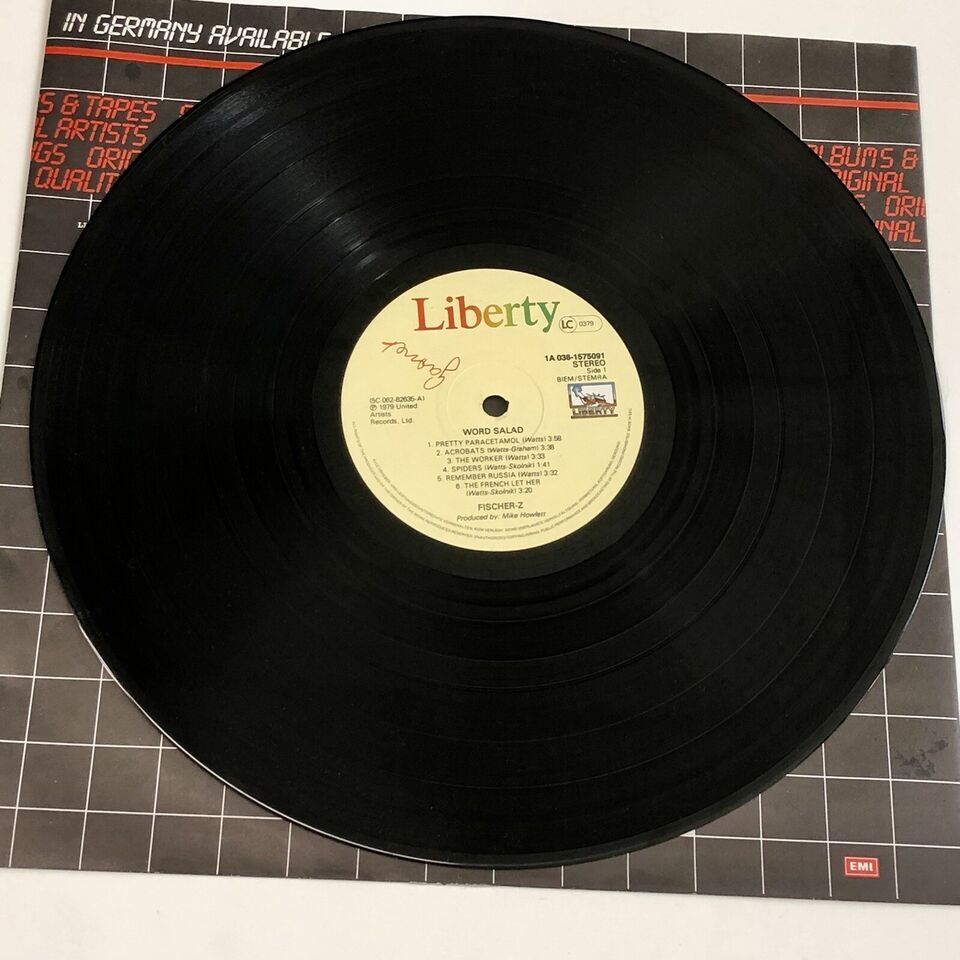 IN GERMANY AVAILABLE
S & TAPES
L ARTISTS
NGS ORIG
QUALIT
ALBUMS &
ORIGINAL
S ORI
INAL
Liberty
LC 0379
1A 038-1575091
STEREO
Side 1
BIEM/STEMRA
LIBERTY
(5C 062-82635-A)
Ⓟ 1979 United
Artists
Records, Ltd.
WORD SALAD
1. PRETTY PARACETAMOL (Watts) 3:58
2. ACROBATS (Watts-Graham) 3:38
3. THE WORKER (Watts) 3:33
4. SPIDERS (Watts-Skolnik) 1:41
5. REMEMBER RUSSIA (Watts) 3:32
6. THE FRENCH LET HER
(Watts-Skolnik) 3:20
FISCHER-Z
Produced by: Mike Howlett
EMI